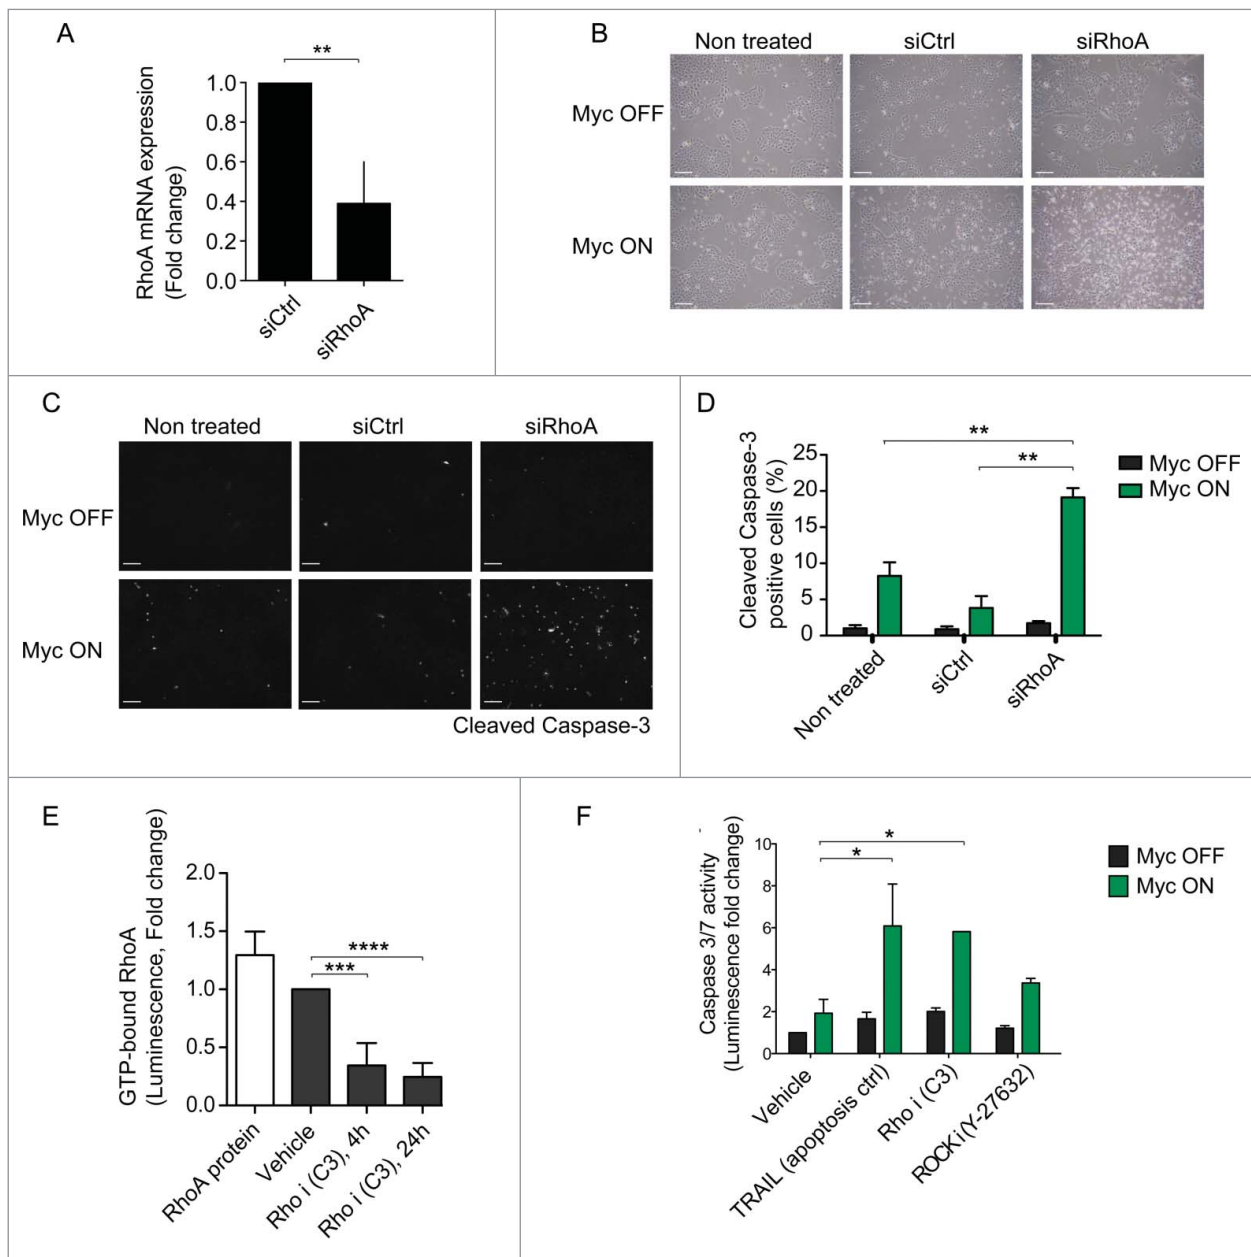 A
**
RhoA mRNA expression
(Fold change)
1.0
0.8
0.6
0.4
0.2
0.0
siCtrl
siRhoA
B
Non treated siCtrl siRhoA
Myc OFF
Myc ON
C
Non treated siCtrl siRhoA
Myc OFF
Myc ON
Cleaved Caspase-3
D
**
**
Cleaved Caspase-3
positive cells (%)
25
20
15
10
5
0
Non treated
siCtrl
siRhoA
Myc OFF
Myc ON
E
GTP-bound RhoA
(Luminescence, Fold change)
2.0
1.5
1.0
0.5
0.0
****
***
RhoA protein
Vehicle
Rho i (C3), 4h
Rho i (C3), 24h
F
Caspase 3/7 activity
(Luminescence fold change)
10
8
6
4
2
0
*
*
Vehicle
TRAIL (apoptosis ctrl)
Rho i (C3)
ROCK i (Y-27632)
Myc OFF
Myc ON